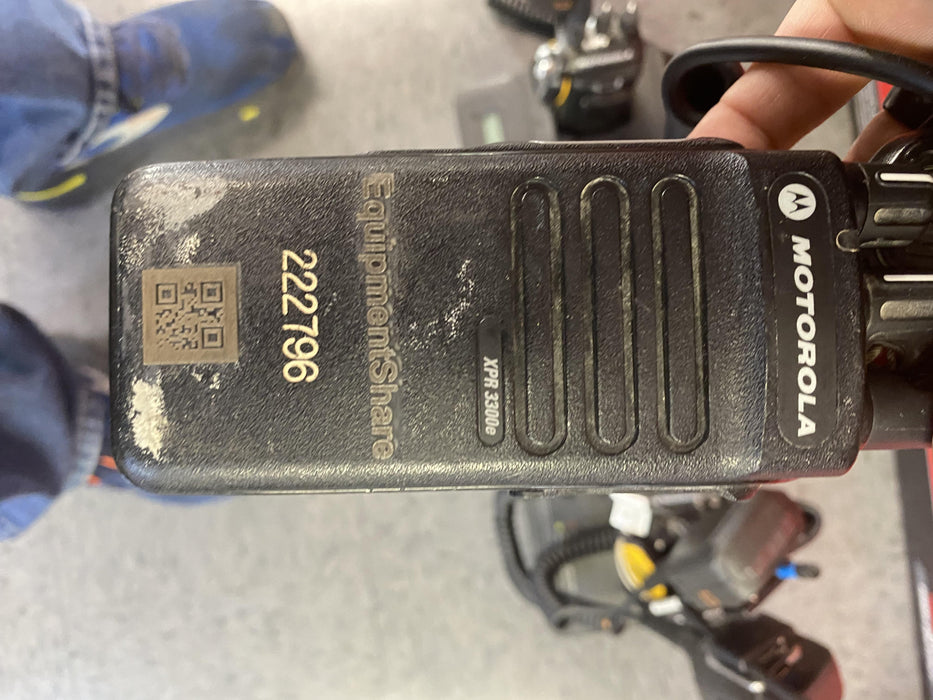 MOTOROLA
XPR 3300e
EquipmentShare
222796